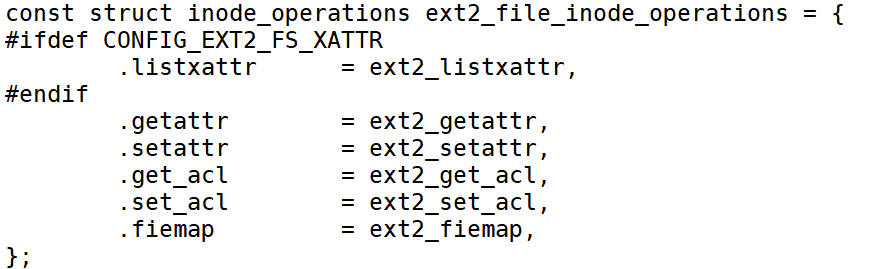 const struct inode_operations ext2_file_inode_operations = {
#ifdef CONFIG_EXT2_FS_XATTR
        .listxattr      = ext2_listxattr,
#endif
        .getattr        = ext2_getattr,
        .setattr        = ext2_setattr,
        .get_acl        = ext2_get_acl,
        .set_acl        = ext2_set_acl,
        .fiemap         = ext2_fiemap,
};